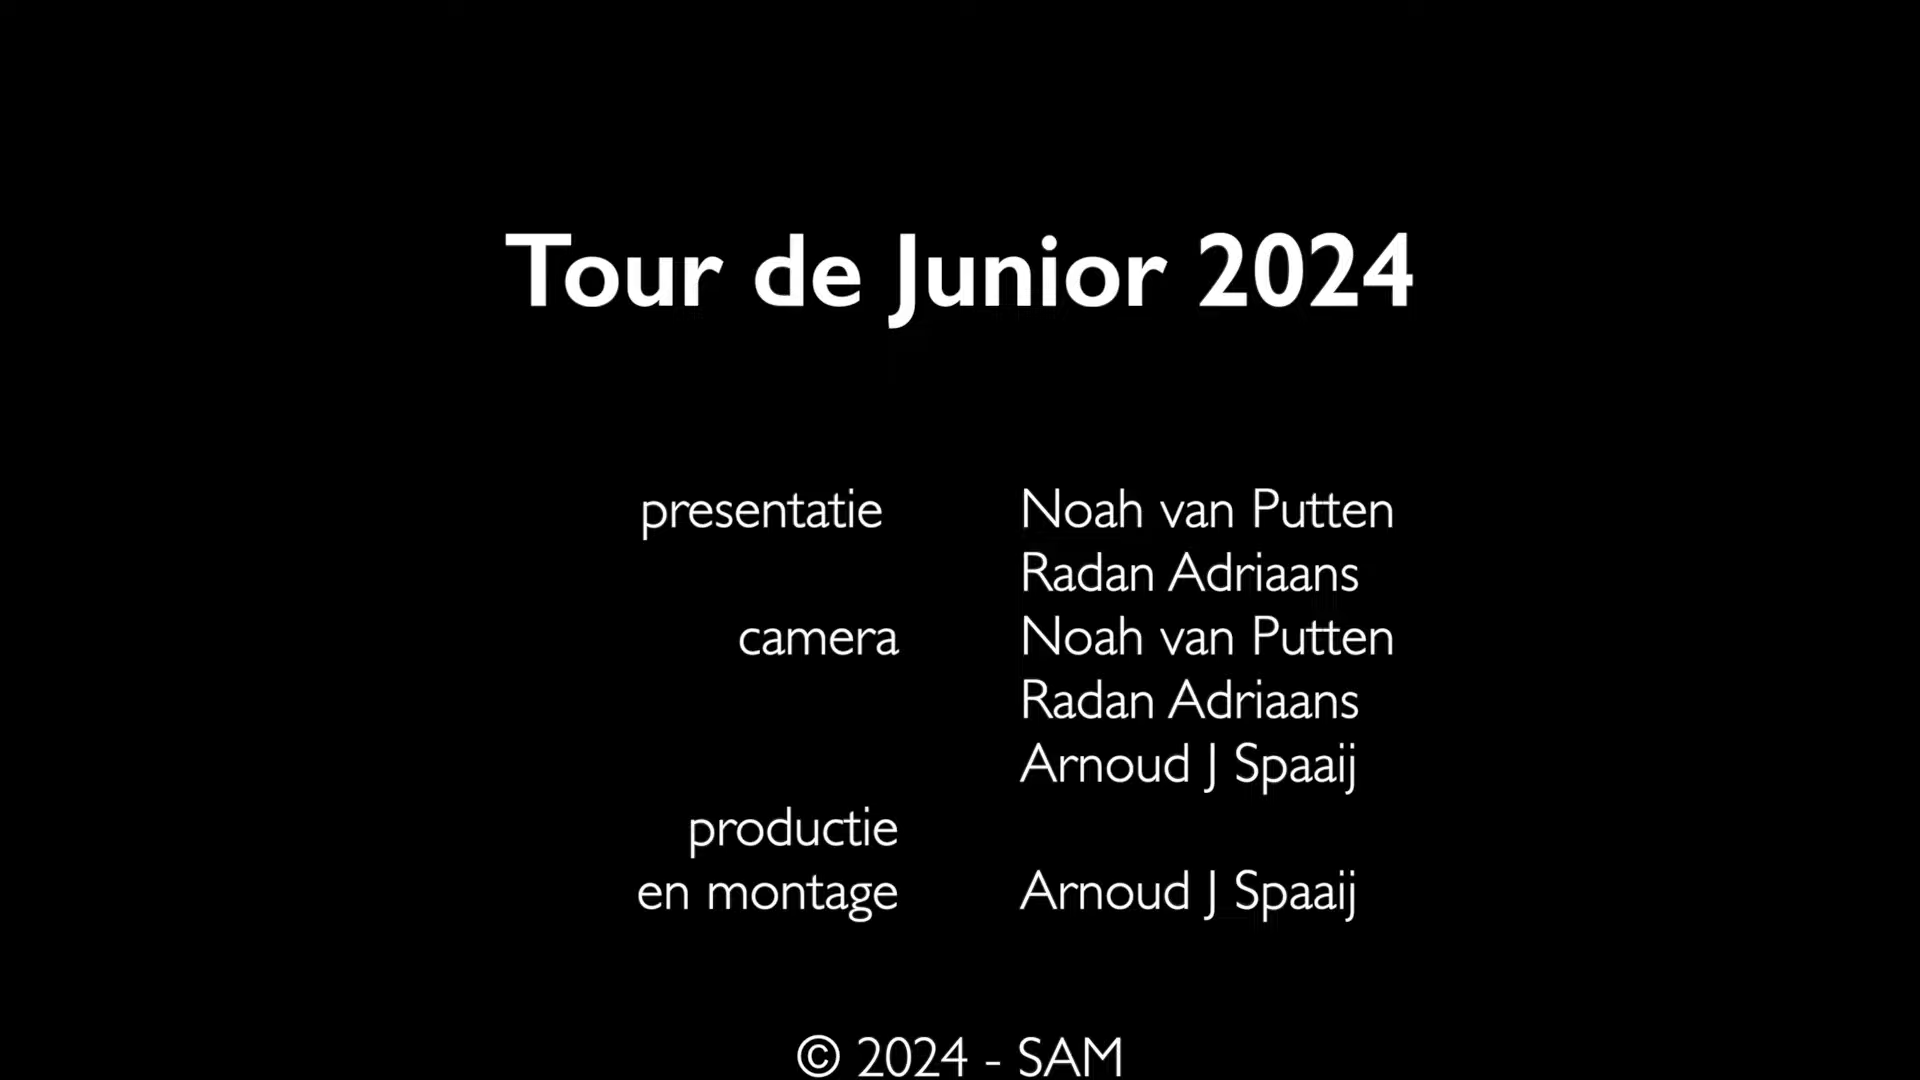 Tour de Junior 2024
presentatie Noah van Putten
Radan Adriaans
camera Noah van Putten
Radan Adriaans
Arnoud J Spaaij
productie
en montage Arnoud J Spaaij
© 2024 - SAM